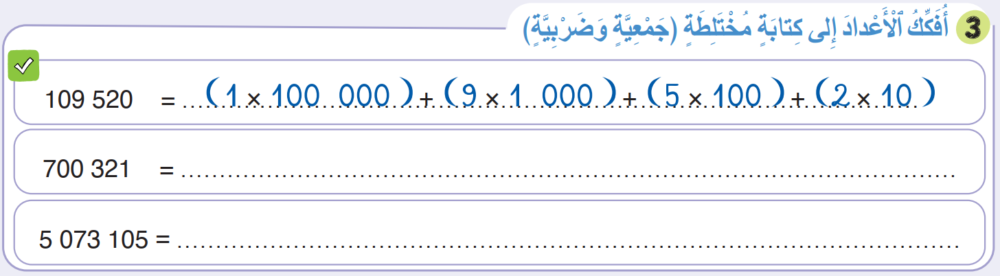 3 أُفَكِّكُ ٱلْأَعْدادَ إِلى كِتابَةٍ مُخْتَلِطَةٍ (جَمْعِيَّةٍ وَضَرْبِيَّةٍ)
109 520 = (1 × 100 000) + (9 × 1 000) + (5 × 100) + (2 × 10)
700 321 = ..........................................................................................
5 073 105 = ..........................................................................................